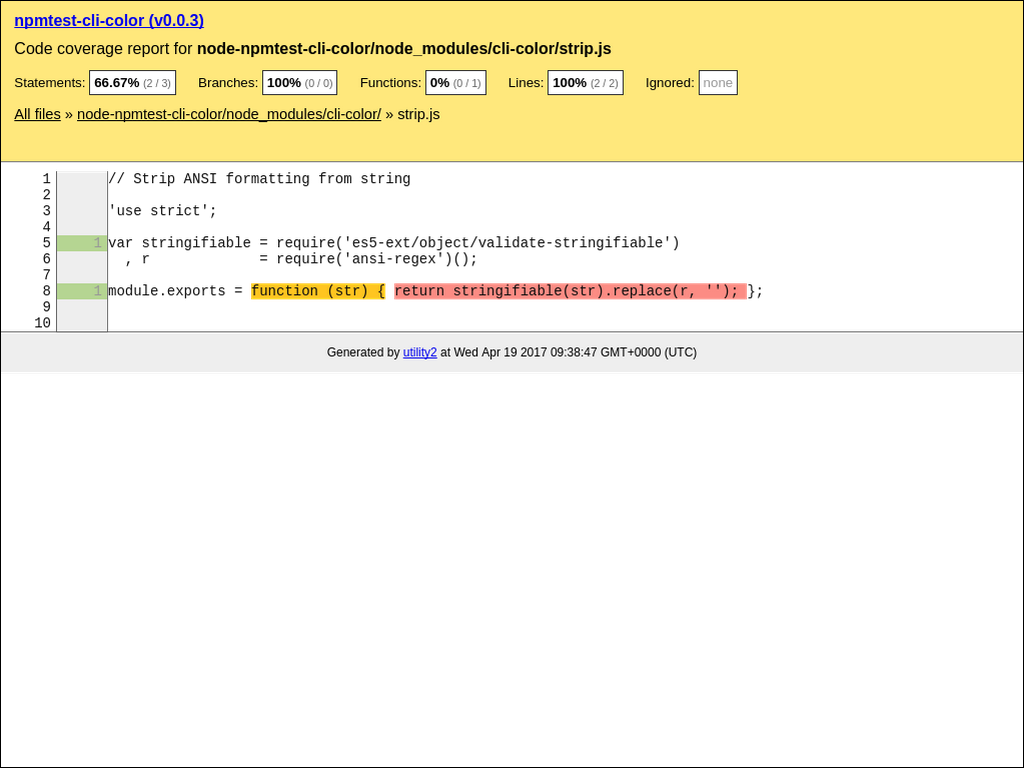 npmtest-cli-color (v0.0.3)
Code coverage report for node-npmtest-cli-color/node_modules/cli-color/strip.js
Statements: 66.67% (2 / 3) Branches: 100% (0 / 0) Functions: 0% (0 / 1) Lines: 100% (2 / 2) Ignored: none
All files » node-npmtest-cli-color/node_modules/cli-color/ » strip.js
1 // Strip ANSI formatting from string
2
3 'use strict';
4
5 1 var stringifiable = require('es5-ext/object/validate-stringifiable')
6 , r = require('ansi-regex')();
7
8 1 module.exports = function (str) { return stringifiable(str).replace(r, ''); };
9
10
Generated by utility2 at Wed Apr 19 2017 09:38:47 GMT+0000 (UTC)